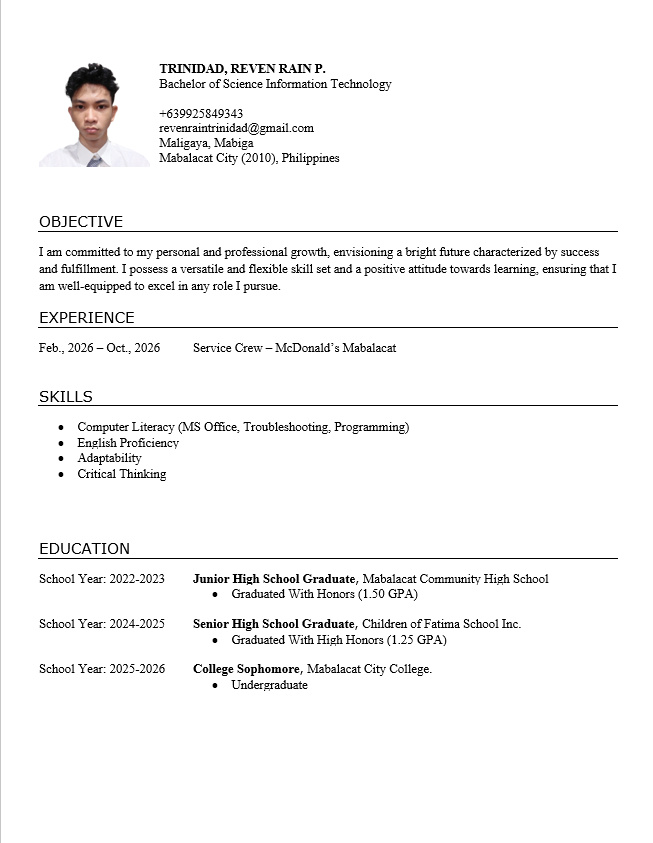 TRINIDAD, REVEN RAIN P.
Bachelor of Science Information Technology
+639925849343
revenraintrinidad@gmail.com
Maligaya, Mabiga
Mabalacat City (2010), Philippines
OBJECTIVE
I am committed to my personal and professional growth, envisioning a bright future characterized by success
and fulfillment. I possess a versatile and flexible skill set and a positive attitude towards learning, ensuring that I
am well-equipped to excel in any role I pursue.
EXPERIENCE
Feb., 2026 – Oct., 2026 Service Crew – McDonald’s Mabalacat
SKILLS
• Computer Literacy (MS Office, Troubleshooting, Programming)
• English Proficiency
• Adaptability
• Critical Thinking
EDUCATION
School Year: 2022-2023 Junior High School Graduate, Mabalacat Community High School
• Graduated With Honors (1.50 GPA)
School Year: 2024-2025 Senior High School Graduate, Children of Fatima School Inc.
• Graduated With High Honors (1.25 GPA)
School Year: 2025-2026 College Sophomore, Mabalacat City College.
• Undergraduate